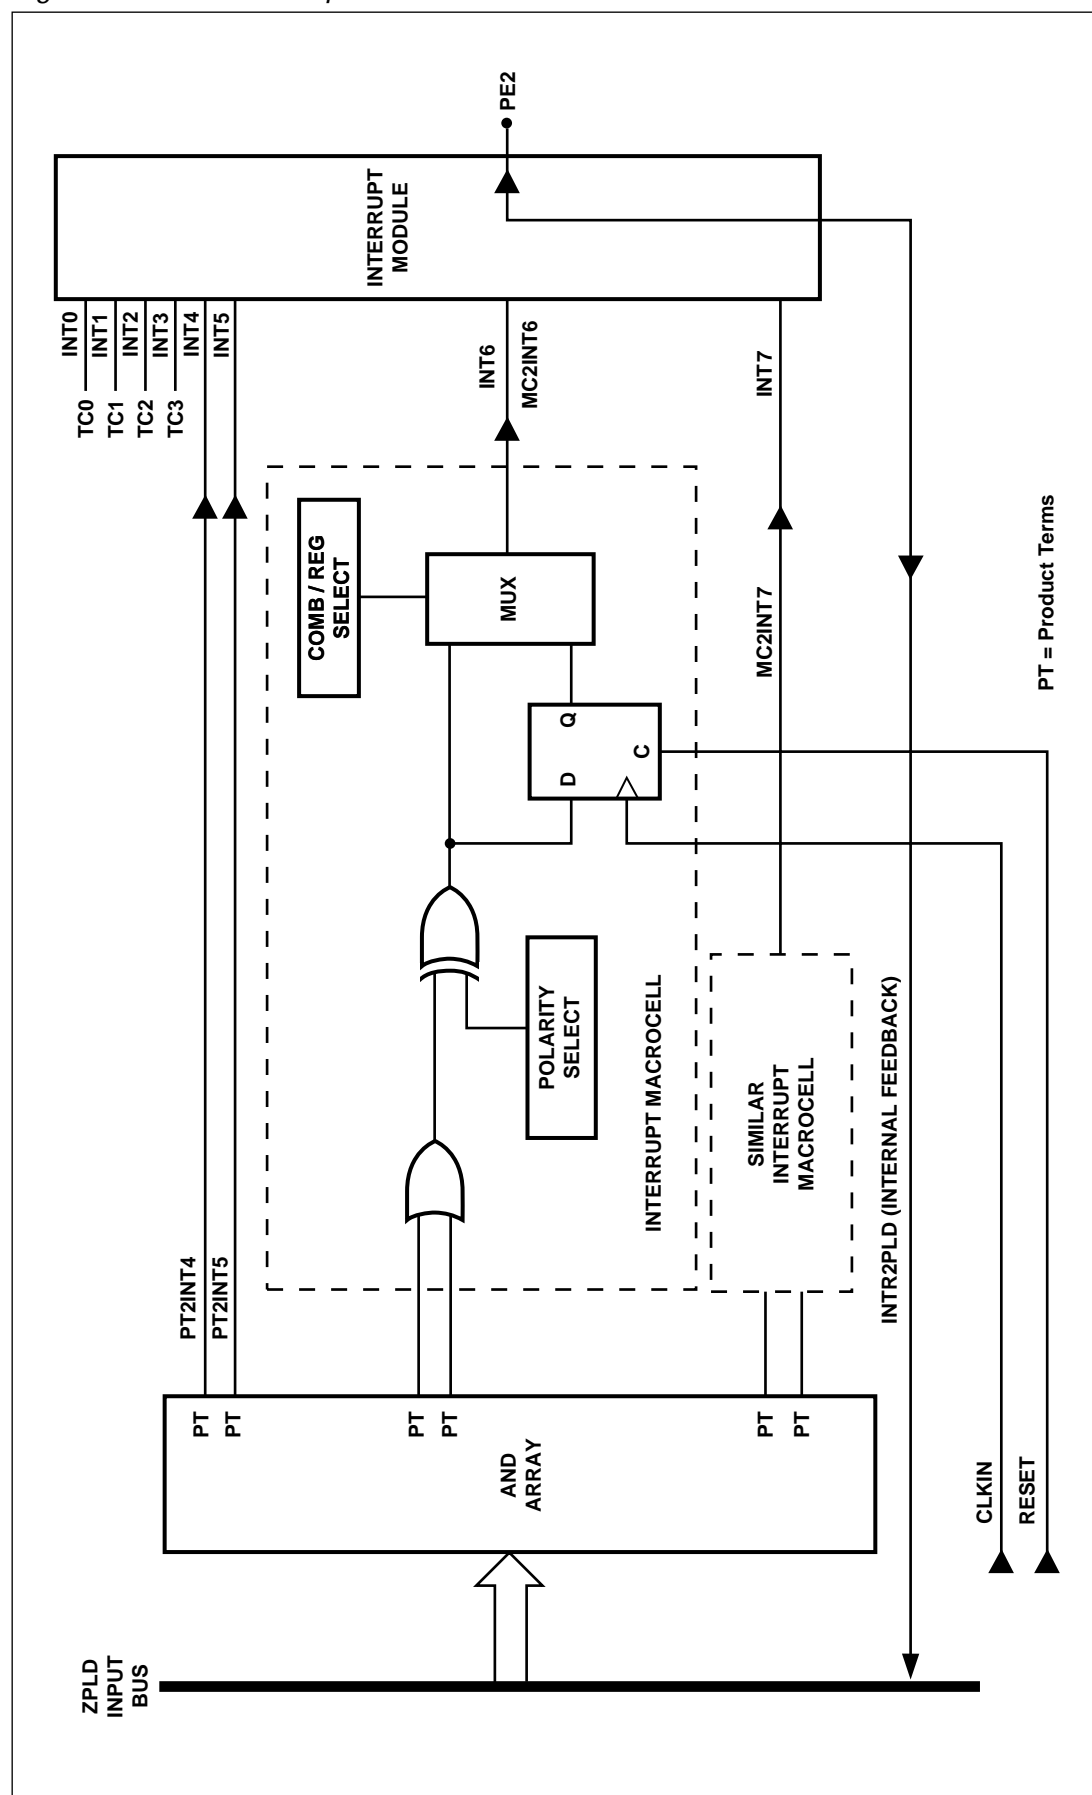 ZPLD
INPUT
BUS
AND
ARRAY
PT
PT
PT
PT
PT
PT
PT2INT4
PT2INT5
POLARITY
SELECT
COMB / REG
SELECT
MUX
D
Q
C
INTERRUPT MACROCELL
SIMILAR
INTERRUPT
MACROCELL
INT6
MC2INT6
MC2INT7
INT7
TC0
INT0
TC1
INT1
TC2
INT2
TC3
INT3
INT4
INT5
INTERRUPT
MODULE
PE2
INTR2PLD (INTERNAL FEEDBACK)
CLKIN
RESET
PT = Product Terms